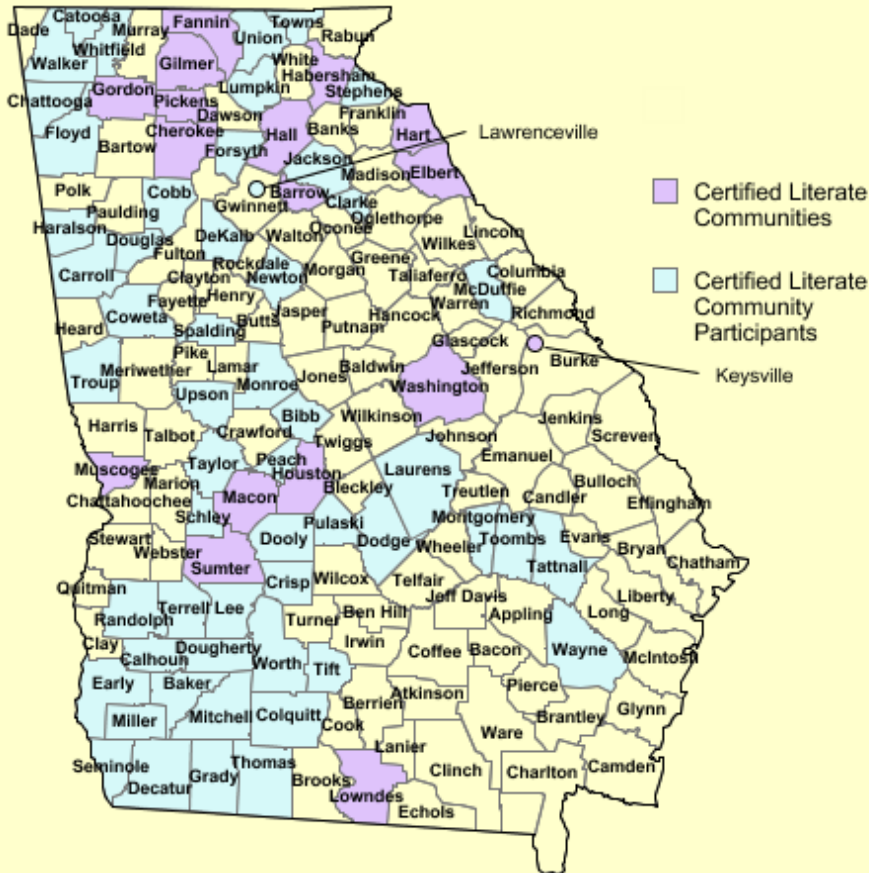 Catoosa
Fannin
Towns
Dade
Murray
Union
Rabun
Whitfield
Walker
Gilmer
White
Habersham
Gordon
Lumpkin
Stephens
Chattooga
Pickens
Dawson
Franklin
Floyd
Cherokee
Hall
Banks
Hart
Lawrenceville
Bartow
Forsyth
Jackson
Madison
Elbert
Polk
Cobb
Barrow
Certified Literate
Communities
Paulding
Gwinnett
Clarke
Oglethorpe
Haralson
Douglas
DeKalb
Walton
Oconee
Wilkes
Lincoln
Fulton
Carroll
Rockdale
Greene
Clayton
Newton
Morgan
Taliaferro
Columbia
McDuffie
Certified Literate
Community
Participants
Fayette
Henry
Warren
Richmond
Coweta
Jasper
Hancock
Heard
Spalding
Butts
Putnam
Glascock
Pike
Meriwether
Lamar
Baldwin
Jefferson
Burke
Troup
Monroe
Jones
Washington
Keysville
Upson
Harris
Bibb
Wilkinson
Jenkins
Talbot
Crawford
Twiggs
Johnson
Screven
Peach
Emanuel
Muscogee
Taylor
Houston
Laurens
Marion
Bleckley
Treutlen
Bulloch
Chattahoochee
Macon
Candler
Effingham
Schley
Pulaski
Montgomery
Stewart
Dooly
Dodge
Toombs
Evans
Webster
Wheeler
Bryan
Sumter
Tattnall
Chatham
Quitman
Crisp
Wilcox
Telfair
Terrell
Lee
Jeff Davis
Liberty
Randolph
Turner
Ben Hill
Appling
Long
Clay
Calhoun
Dougherty
Irwin
Coffee
Bacon
Wayne
McIntosh
Worth
Tift
Early
Baker
Pierce
Atkinson
Berrien
Miller
Mitchell
Colquitt
Cook
Brantley
Glynn
Ware
Lanier
Seminole
Thomas
Clinch
Charlton
Camden
Decatur
Grady
Brooks
Lowndes
Echols